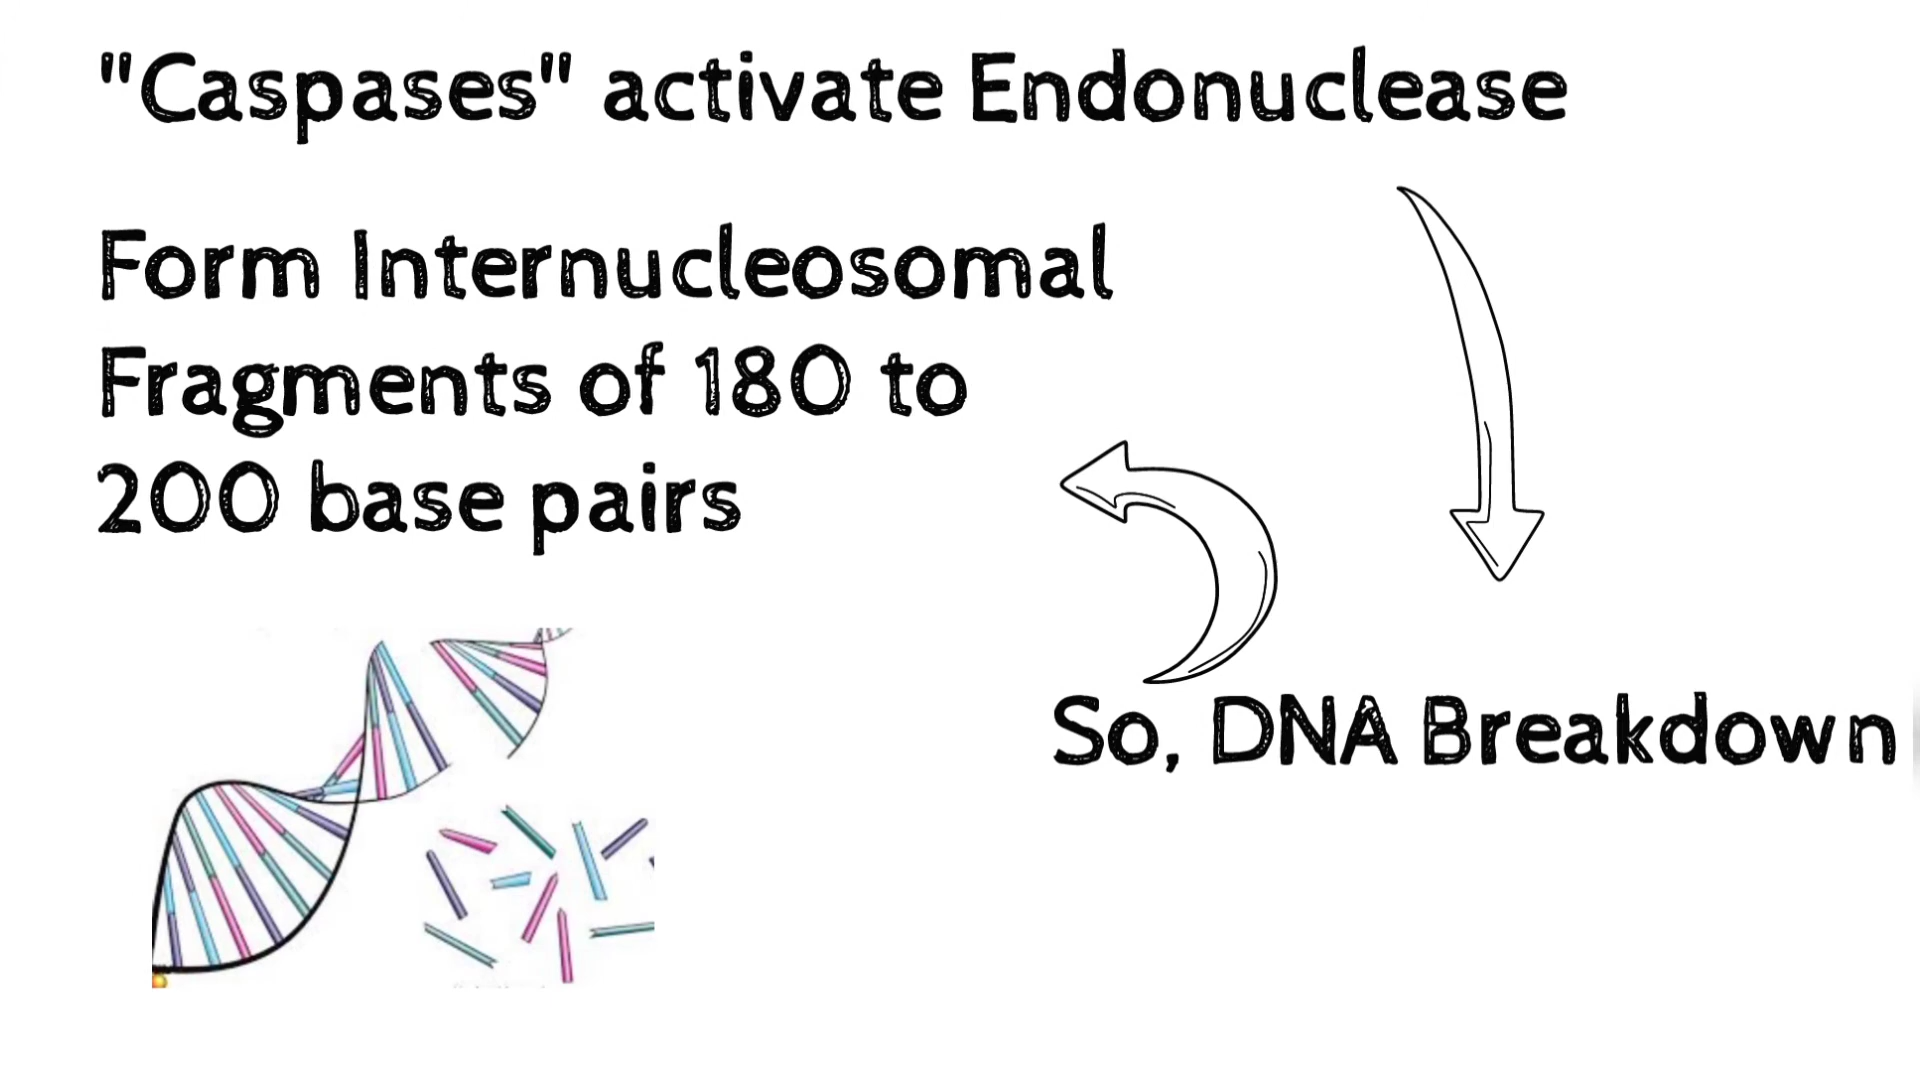 "Caspases" activate Endonuclease
Form Internucleosomal
Fragments of 180 to
200 base pairs
So, DNA Breakdown